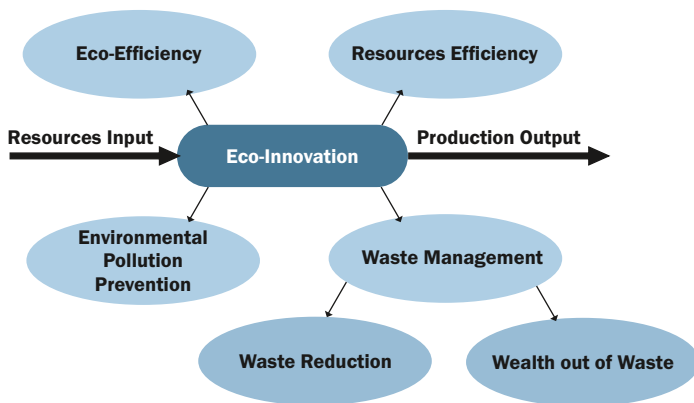 Eco-Efficiency
Resources Efficiency
Resources Input
Eco-Innovation
Production Output
Environmental
Pollution
Prevention
Waste Management
Waste Reduction
Wealth out of Waste